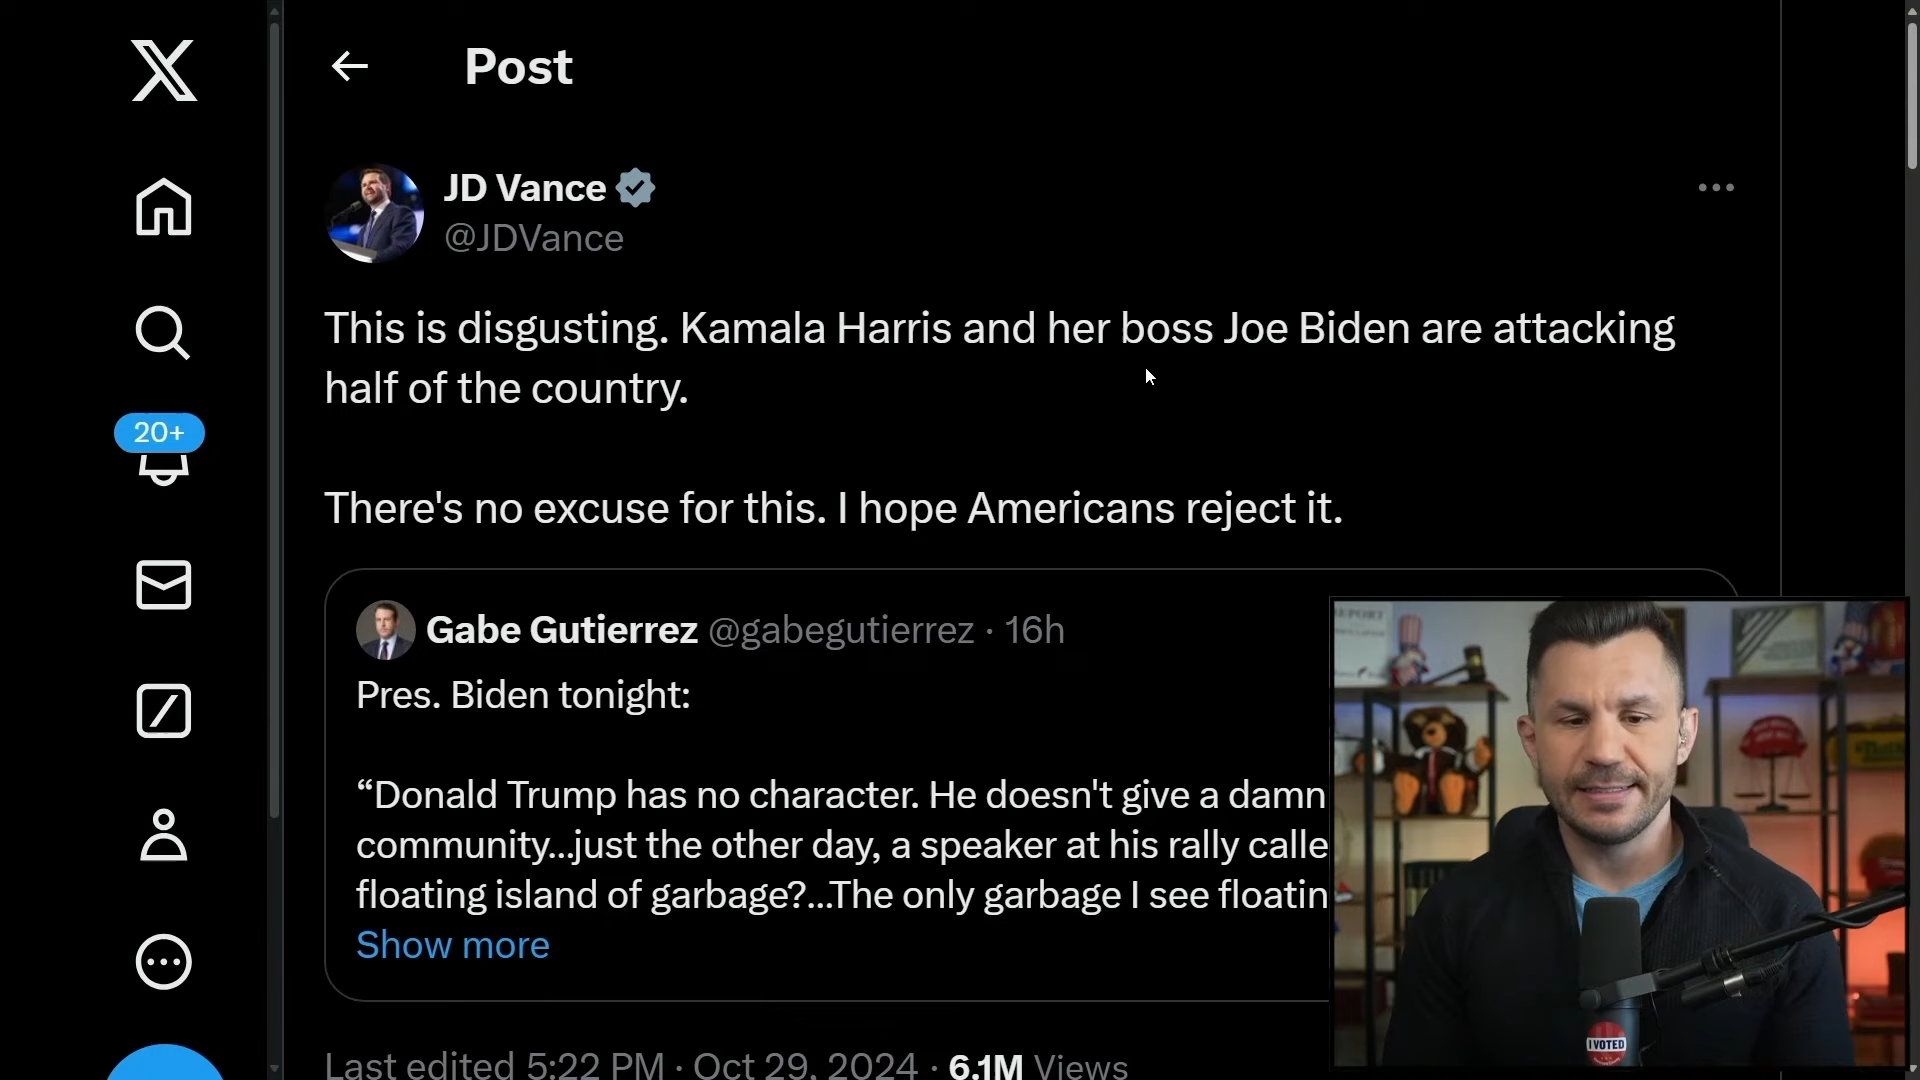 Post
JD Vance
@JDVance
This is disgusting. Kamala Harris and her boss Joe Biden are attacking
half of the country.
20+
There's no excuse for this. I hope Americans reject it.
Gabe Gutierrez @gabegutierrez · 16h
Pres. Biden tonight:
“Donald Trump has no character. He doesn't give a damn
community...just the other day, a speaker at his rally calle
floating island of garbage?...The only garbage I see floatin
Show more
Last edited 5:22 PM · Oct 29, 2024 · 6.1M Views
I VOTED